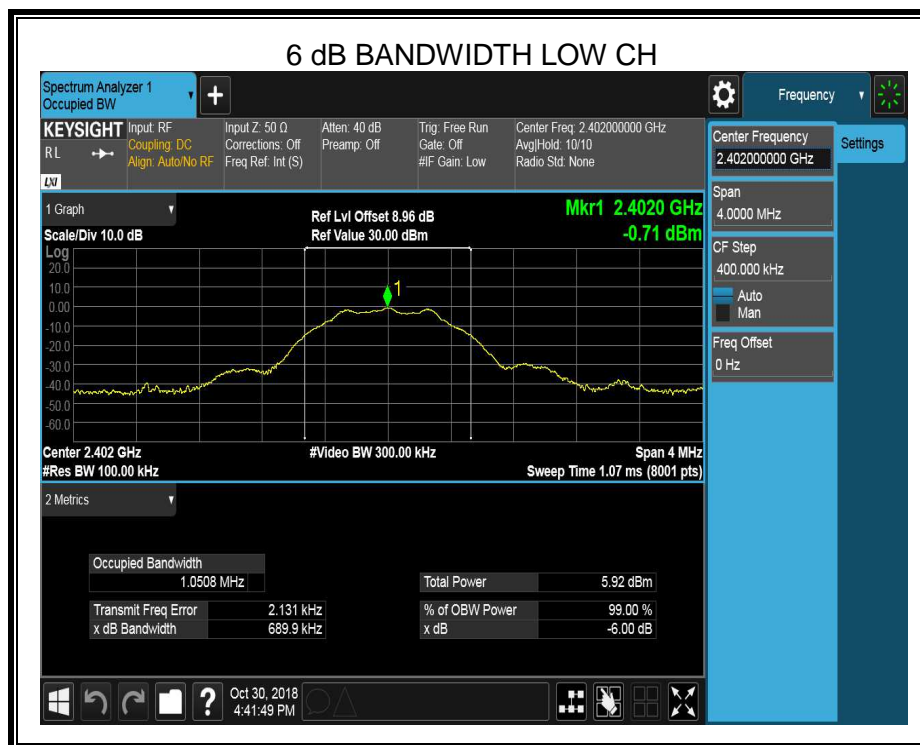 6 dB BANDWIDTH LOW CH
Spectrum Analyzer 1
Occupied BW
+
Frequency
KEYSIGHT
RL
LXI
Input: RF
Coupling: DC
Align: Auto/No RF
Input Z: 50 Ω
Corrections: Off
Freq Ref: Int (S)
Atten: 40 dB
Preamp: Off
Trig: Free Run
Gate: Off
#IF Gain: Low
Center Freq: 2.402000000 GHz
Avg|Hold: 10/10
Radio Std: None
Center Frequency
2.402000000 GHz
Settings
Span
4.0000 MHz
CF Step
400.000 kHz
Auto
Man
Freq Offset
0 Hz
1 Graph
Scale/Div 10.0 dB
Ref Lvl Offset 8.96 dB
Ref Value 30.00 dBm
Mkr1 2.4020 GHz
-0.71 dBm
Log
20.0
10.0
0.00
-10.0
-20.0
-30.0
-40.0
-50.0
-60.0
1
Center 2.402 GHz
#Res BW 100.00 kHz
#Video BW 300.00 kHz
Span 4 MHz
Sweep Time 1.07 ms (8001 pts)
2 Metrics
Occupied Bandwidth
1.0508 MHz
Total Power 5.92 dBm
Transmit Freq Error 2.131 kHz
% of OBW Power 99.00 %
x dB Bandwidth 689.9 kHz
x dB -6.00 dB
?
Oct 30, 2018
4:41:49 PM